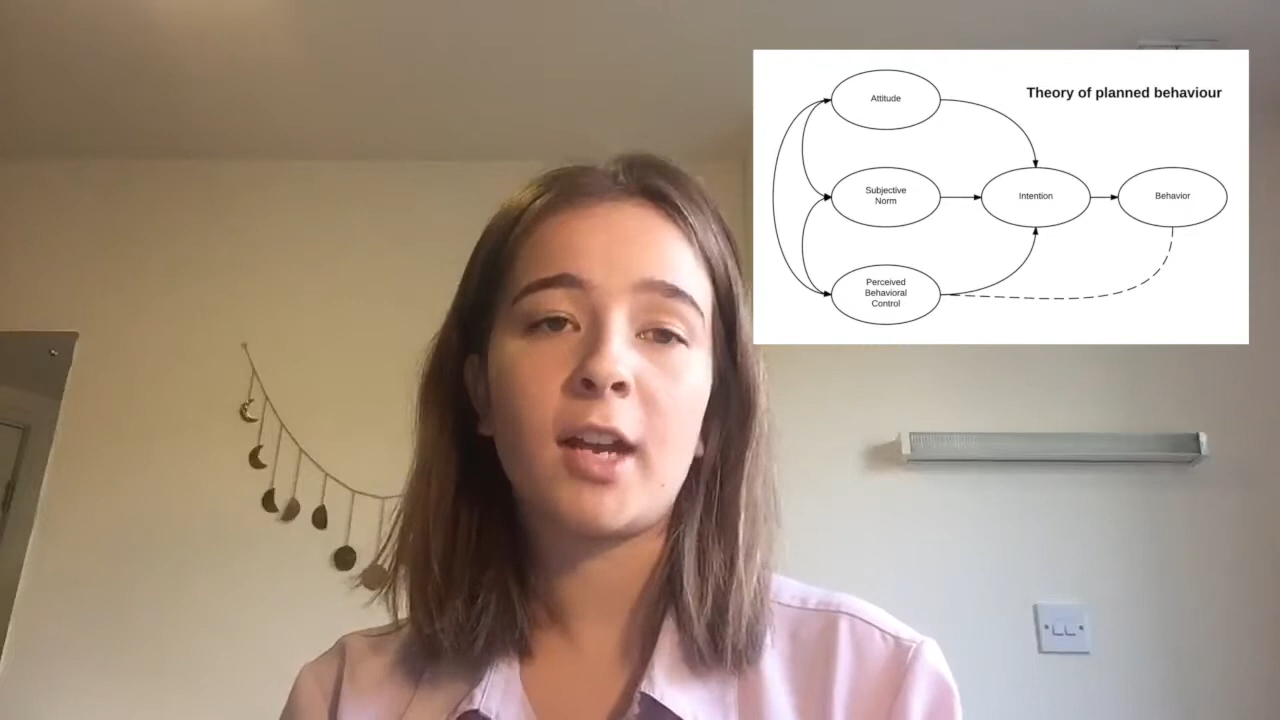 Theory of planned behaviour
Attitude
Subjective
Norm
Intention
Behavior
Perceived
Behavioral
Control